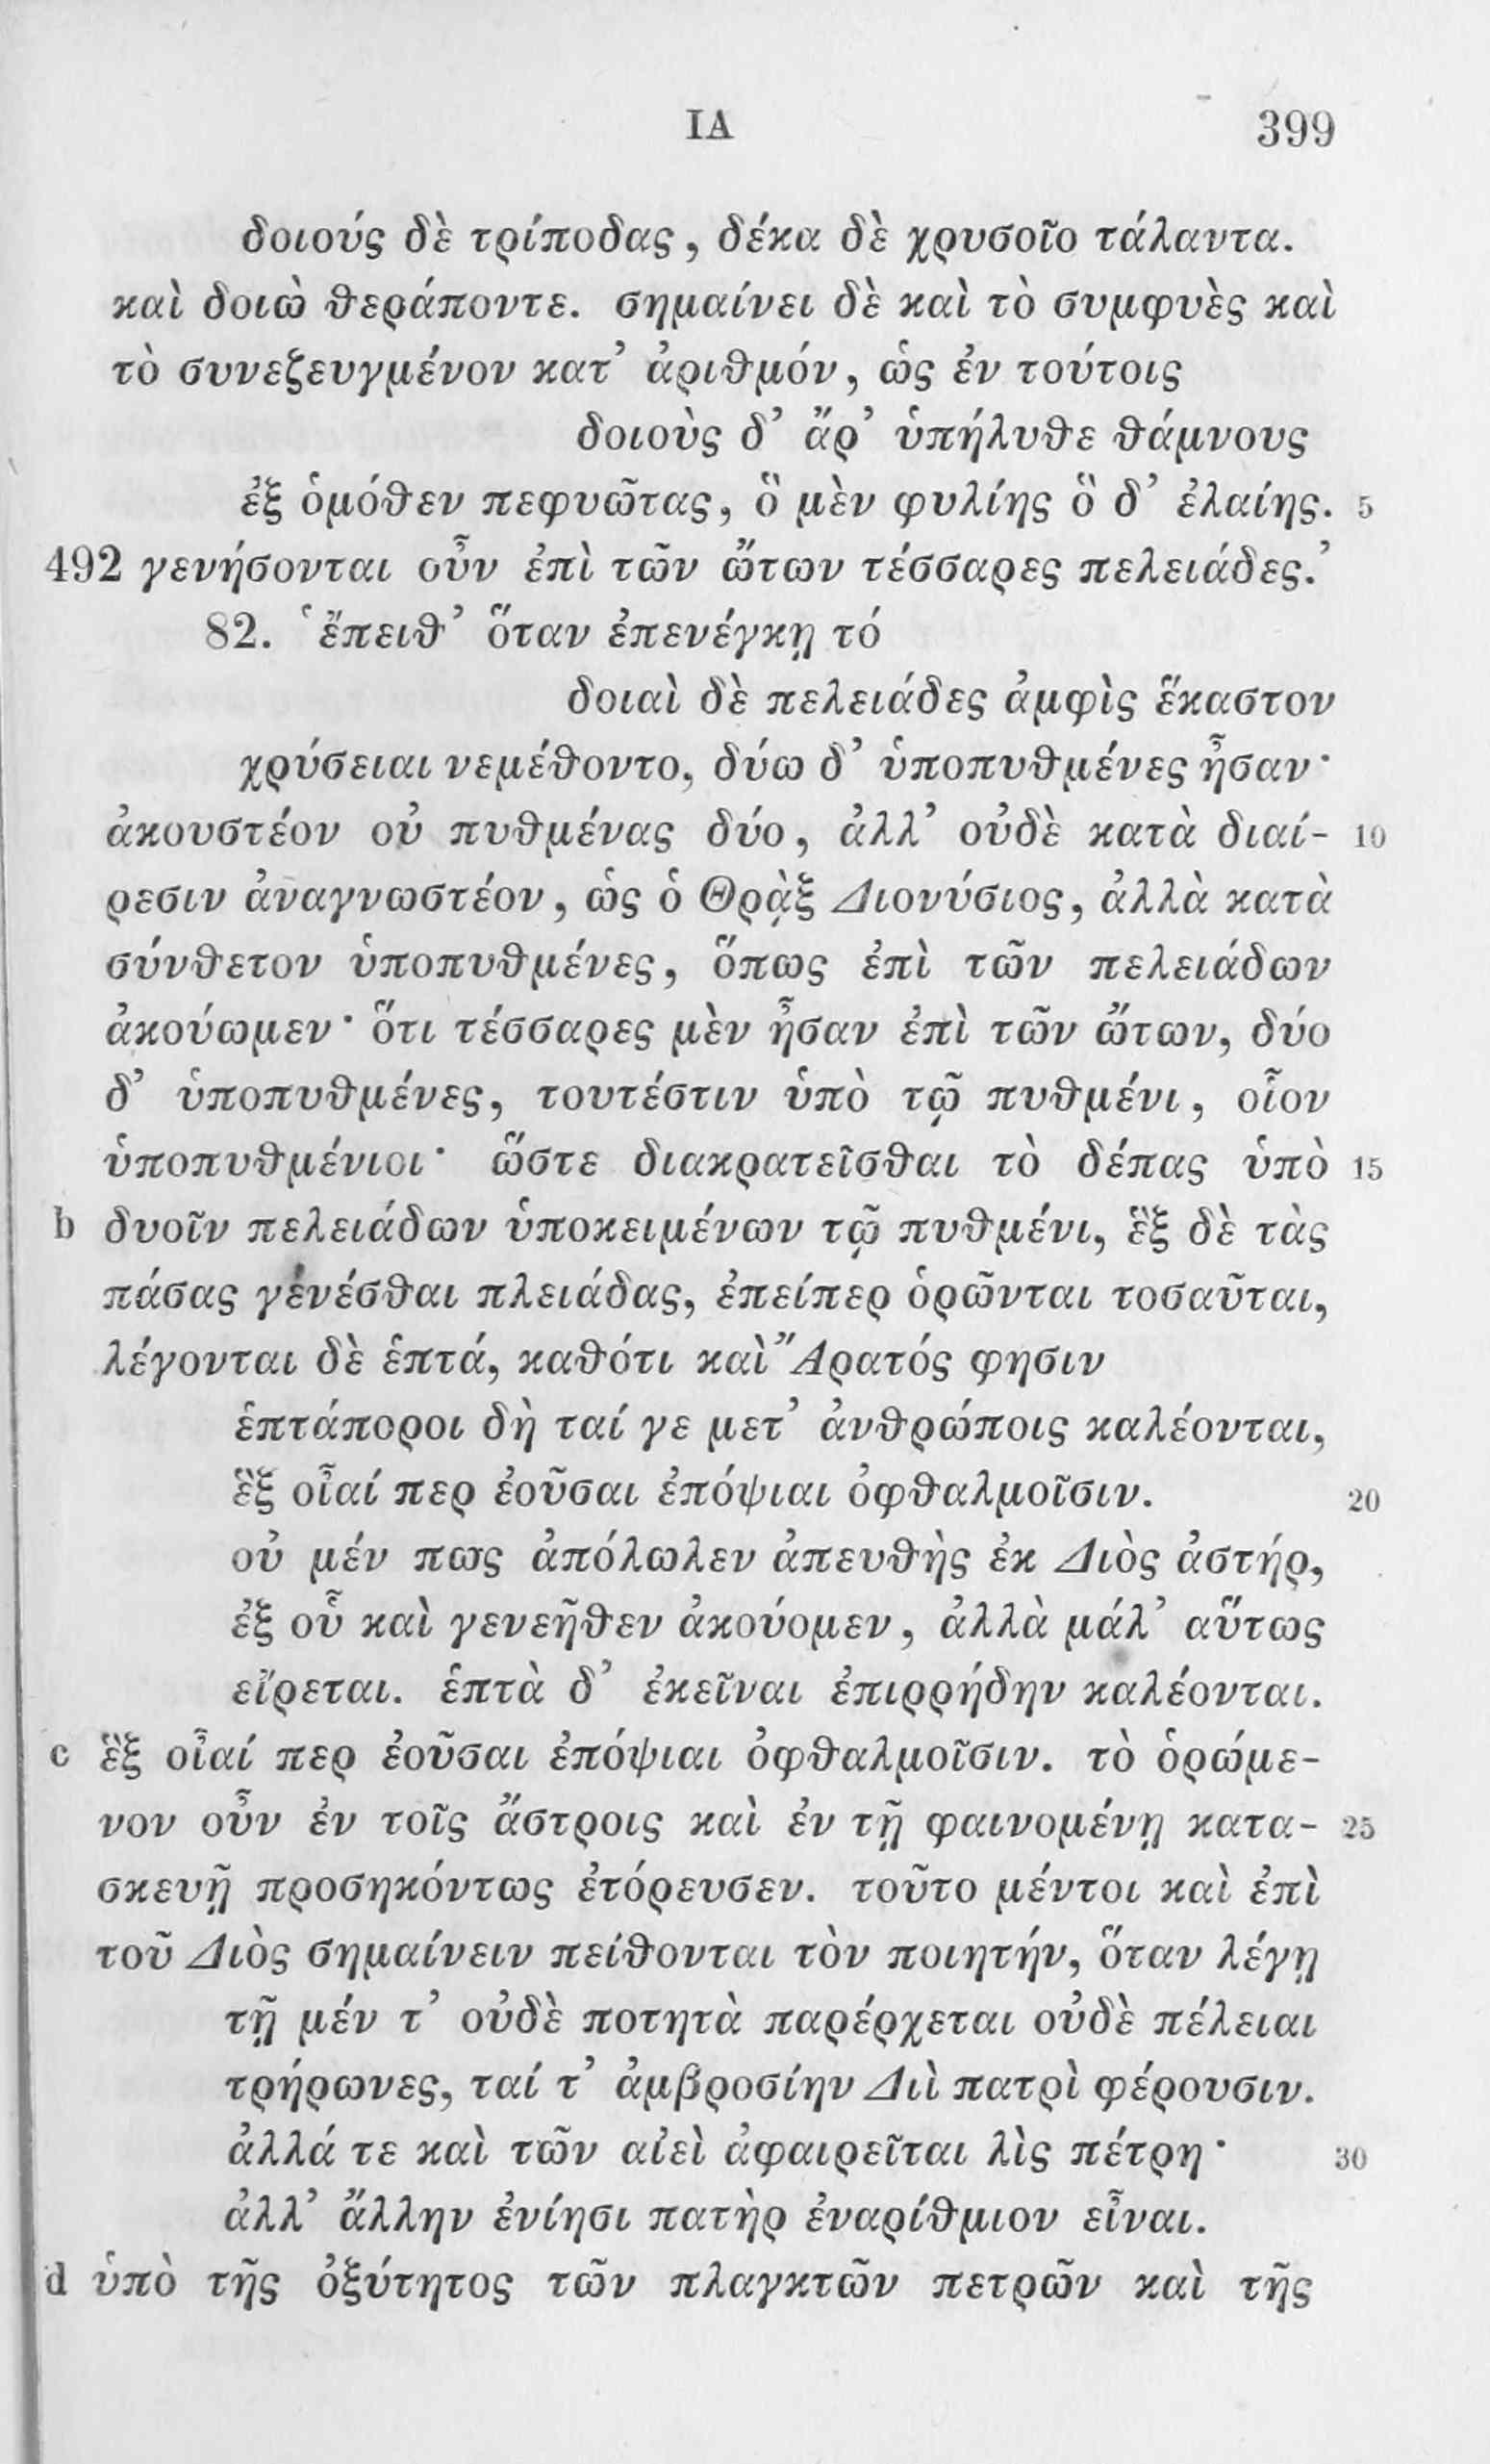 ΙΑ 399
δοιούς δὲ τρίποδας, δέκα δὲ χρυσοῖο τάλαντα.
καὶ δοιὼ θεράποντε. σημαίνει δὲ καὶ τὸ συμφυὲς καὶ
τὸ συνεζευγμένον κατ’ ἀριθμόν, ὡς ἐν τούτοις
δοιοὺς δ’ ἄρ’ ὑπήλυθε θάμνους
ἐξ ὁμόθεν πεφυῶτας, ὃ μὲν φυλίης ὃ δ’ ἐλαίης. 5
492 γενήσονται οὖν ἐπὶ τῶν ὤτων τέσσαρες πελειάδες.’
82. ‘ἔπειθ’ ὅταν ἐπενέγκῃ τό
δοιαὶ δὲ πελειάδες ἀμφὶς ἕκαστον
χρύσειαι νεμέθοντο, δύω δ’ ὑποπυθμένες ἦσαν·
ἀκουστέον οὐ πυθμένας δύο, ἀλλ’ οὐδὲ κατὰ διαί- 10
ρεσιν ἀναγνωστέον, ὡς ὁ Θρᾲξ Διονύσιος, ἀλλὰ κατὰ
σύνθετον ὑποπυθμένες, ὅπως ἐπὶ τῶν πελειάδων
ἀκούωμεν· ὅτι τέσσαρες μὲν ἦσαν ἐπὶ τῶν ὤτων, δύο
δ’ ὑποπυθμένες, τουτέστιν ὑπὸ τῷ πυθμένι, οἷον
ὑποπυθμένιοι· ὥστε διακρατεῖσθαι τὸ δέπας ὑπὸ 15
b δυοῖν πελειάδων ὑποκειμένων τῷ πυθμένι, ἓξ δὲ τὰς
πάσας γενέσθαι πλειάδας, ἐπείπερ ὁρῶνται τοσαῦται,
λέγονται δὲ ἑπτά, καθότι καὶ Ἄρατός φησιν
ἑπτάποροι δὴ ταί γε μετ’ ἀνθρώποις καλέονται,
ἓξ οἷαί περ ἐοῦσαι ἐπόψιαι ὀφθαλμοῖσιν. 20
οὐ μέν πως ἀπόλωλεν ἀπευθὴς ἐκ Διὸς ἀστήρ,
ἐξ οὗ καὶ γενεῆθεν ἀκούομεν, ἀλλὰ μάλ’ αὕτως
εἴρεται. ἑπτὰ δ’ ἐκεῖναι ἐπιρρήδην καλέονται.
c ἓξ οἷαί περ ἐοῦσαι ἐπόψιαι ὀφθαλμοῖσιν. τὸ ὁρώμε-
νον οὖν ἐν τοῖς ἄστροις καὶ ἐν τῇ φαινομένῃ κατα- 25
σκευῇ προσηκόντως ἐτόρευσεν. τοῦτο μέντοι καὶ ἐπὶ
τοῦ Διὸς σημαίνειν πείθονται τὸν ποιητήν, ὅταν λέγῃ
τῇ μέν τ’ οὐδὲ ποτητὰ παρέρχεται οὐδὲ πέλειαι
τρήρωνες, ταί τ’ ἀμβροσίην Διὶ πατρὶ φέρουσιν.
ἀλλά τε καὶ τῶν αἰεὶ ἀφαιρεῖται λὶς πέτρη· 30
ἀλλ’ ἄλλην ἐνίησι πατὴρ ἐναρίθμιον εἶναι.
d ὑπὸ τῆς ὀξύτητος τῶν πλαγκτῶν πετρῶν καὶ τῆς